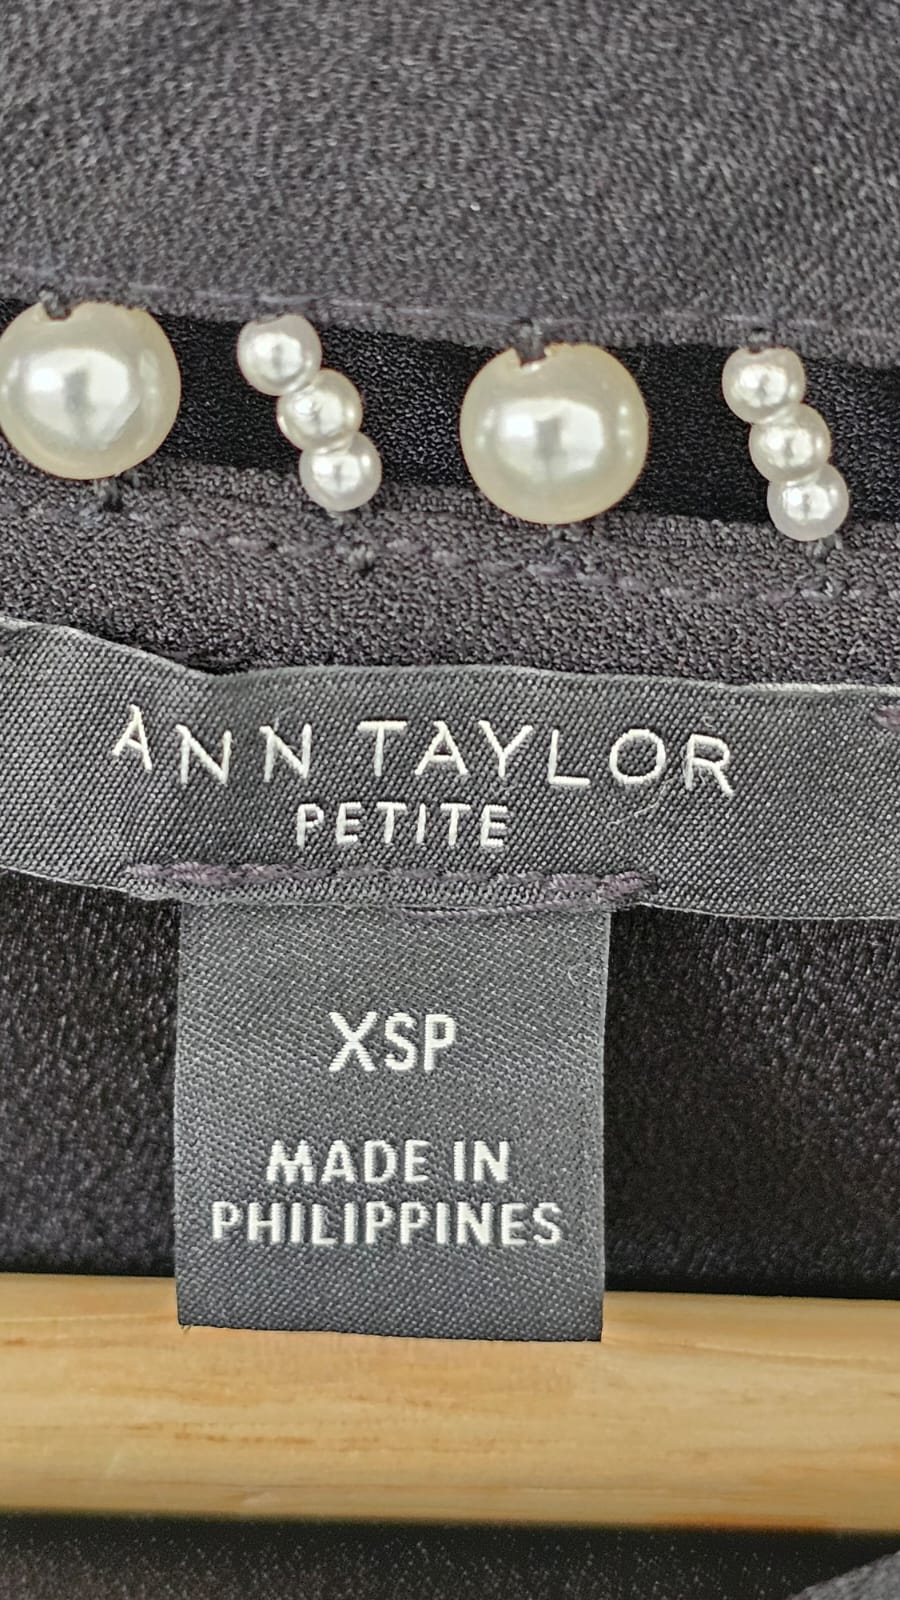 ANN TAYLOR
PETITE
XSP
MADE IN
PHILIPPINES